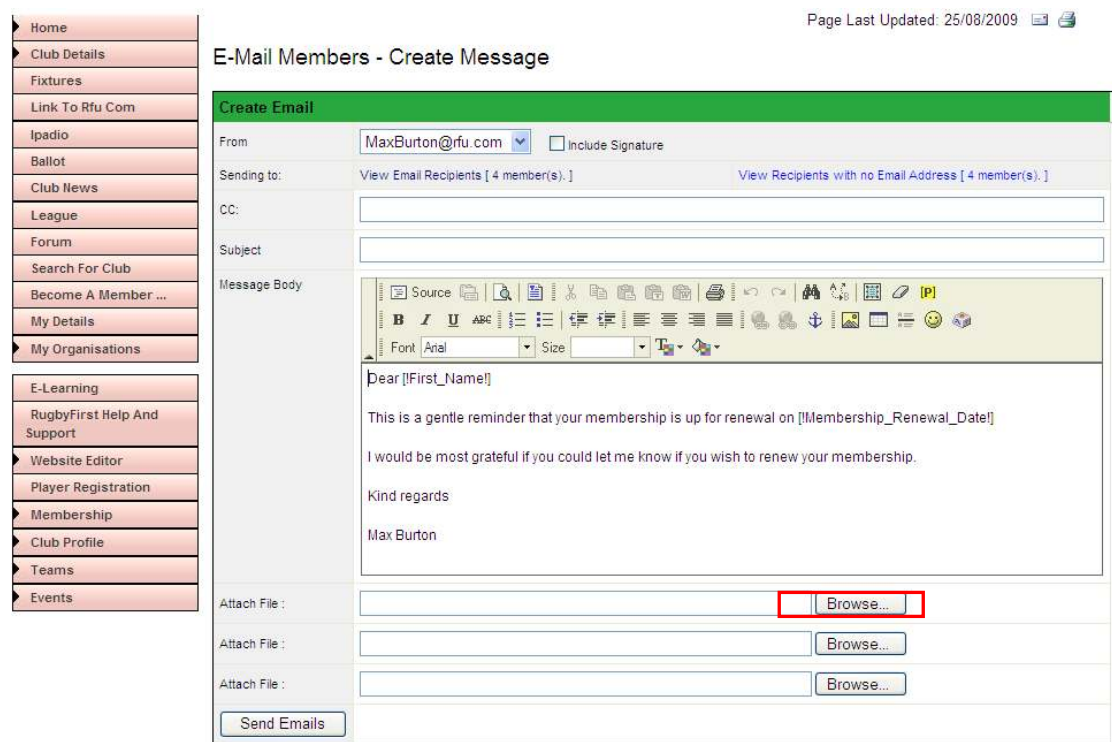 Page Last Updated: 25/08/2009
Home
Club Details
Fixtures
Link To Rfu Com
Ipadio
Ballot
Club News
League
Forum
Search For Club
Become A Member ...
My Details
My Organisations
E-Learning
RugbyFirst Help And
Support
Website Editor
Player Registration
Membership
Club Profile
Teams
Events
E-Mail Members - Create Message
Create Email
From MaxBurton@rfu.com Include Signature
Sending to: View Email Recipients [ 4 member(s). ] View Recipients with no Email Address [ 4 member(s). ]
CC:
Subject
Message Body
Source [P]
B I U ABC
Font Arial Size
Dear [!First_Name!]
This is a gentle reminder that your membership is up for renewal on [!Membership_Renewal_Date!]
I would be most grateful if you could let me know if you wish to renew your membership.
Kind regards
Max Burton
Attach File : Browse...
Attach File : Browse...
Attach File : Browse...
Send Emails